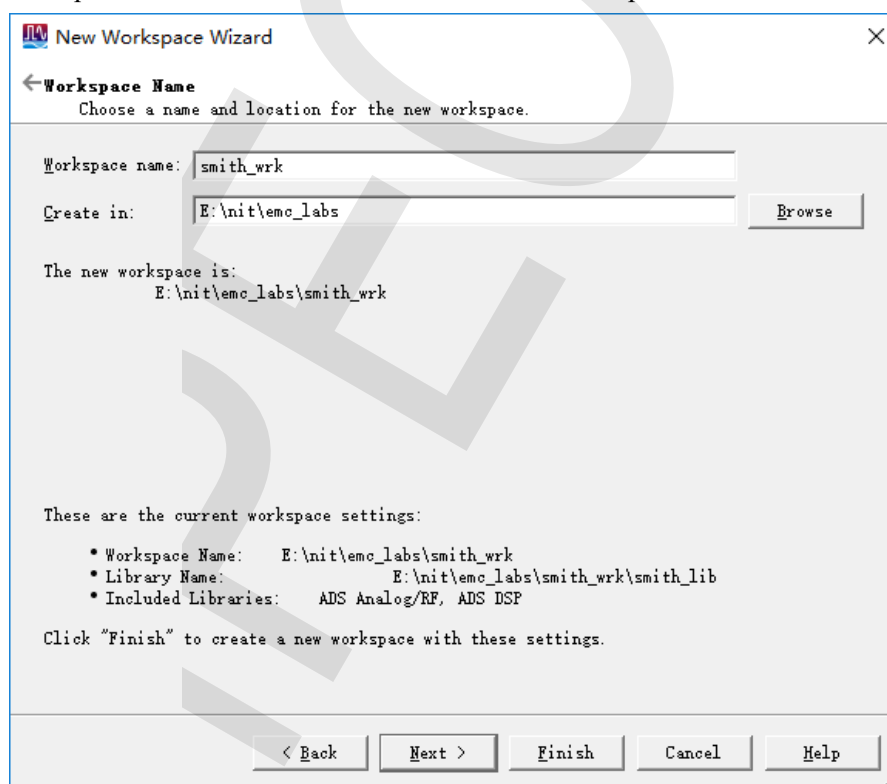 New Workspace Wizard
Workspace Name
Choose a name and location for the new workspace.
Workspace name: smith_wrk
Create in: E:\nit\emc_labs Browse
The new workspace is:
E:\nit\emc_labs\smith_wrk
These are the current workspace settings:
• Workspace Name: E:\nit\emc_labs\smith_wrk
• Library Name: E:\nit\emc_labs\smith_wrk\smith_lib
• Included Libraries: ADS Analog/RF, ADS DSP
Click "Finish" to create a new workspace with these settings.
< Back Next > Finish Cancel Help